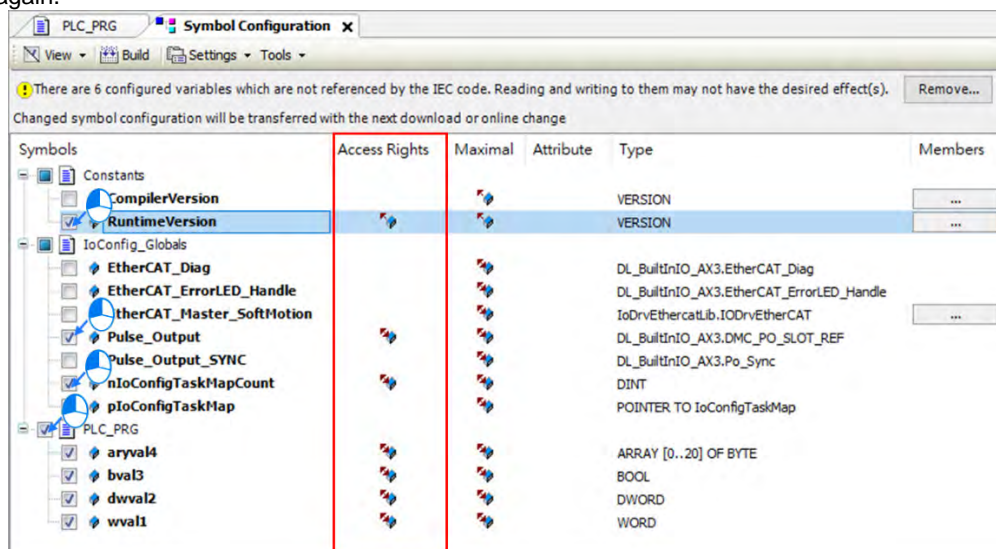 again.
PLC_PRG Symbol Configuration X
View Build Settings Tools
There are 6 configured variables which are not referenced by the IEC code. Reading and writing to them may not have the desired effect(s). Remove...
Changed symbol configuration will be transferred with the next download or online change
Symbols Access Rights Maximal Attribute Type Members
Constants
CompilerVersion VERSION ...
RuntimeVersion VERSION ...
IoConfig_Globals
EtherCAT_Diag DL_BuiltInIO_AX3.EtherCAT_Diag
EtherCAT_ErrorLED_Handle DL_BuiltInIO_AX3.EtherCAT_ErrorLED_Handle
therCAT_Master_SoftMotion IoDrvEthercatLib.IODrvEtherCAT ...
Pulse_Output DL_BuiltInIO_AX3.DMC_PO_SLOT_REF
Pulse_Output_SYNC DL_BuiltInIO_AX3.Po_Sync
nIoConfigTaskMapCount DINT
pIoConfigTaskMap POINTER TO IoConfigTaskMap
PLC_PRG
aryval4 ARRAY [0..20] OF BYTE
bval3 BOOL
dwval2 DWORD
wval1 WORD